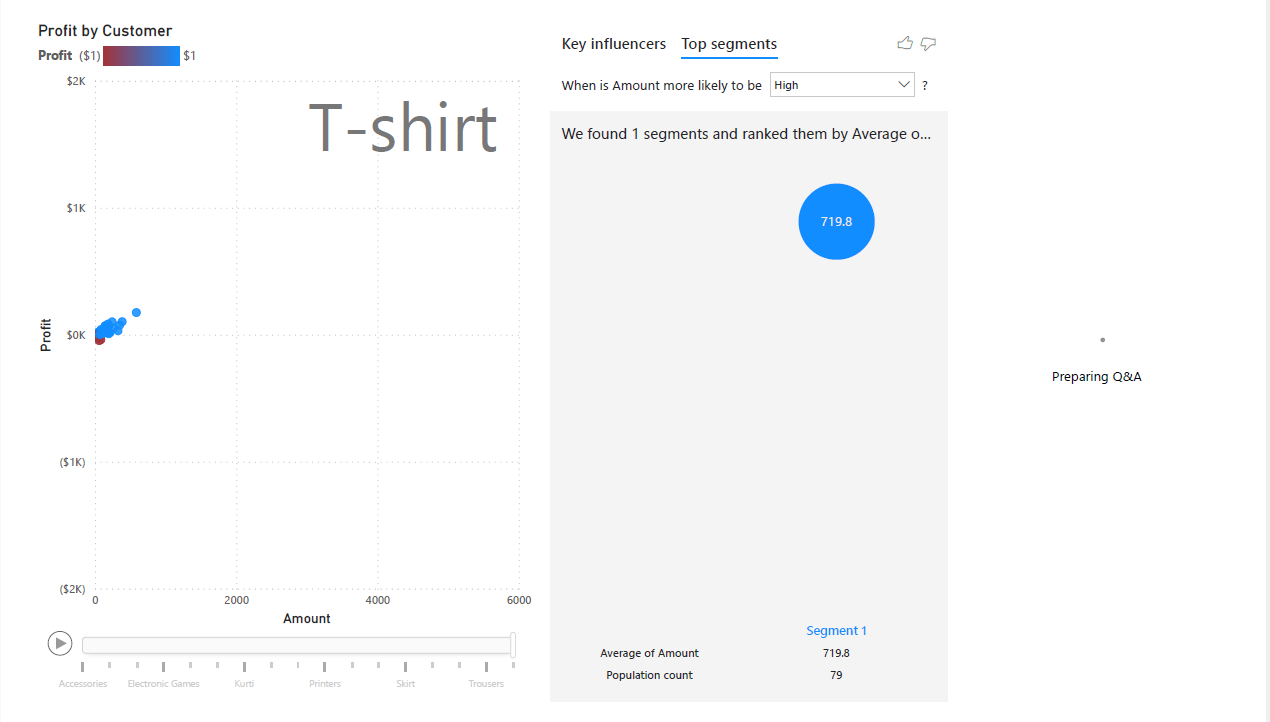 Profit by Customer
Profit ($1) $1
$2K
T-shirt
$1K
$0K
($1K)
($2K)
Profit
0 2000 4000 6000
Amount
Accessories Electronic Games Kurti Printers Skirt Trousers
Key influencers Top segments
When is Amount more likely to be High ?
We found 1 segments and ranked them by Average o...
719.8
Segment 1
Average of Amount 719.8
Population count 79
Preparing Q&A